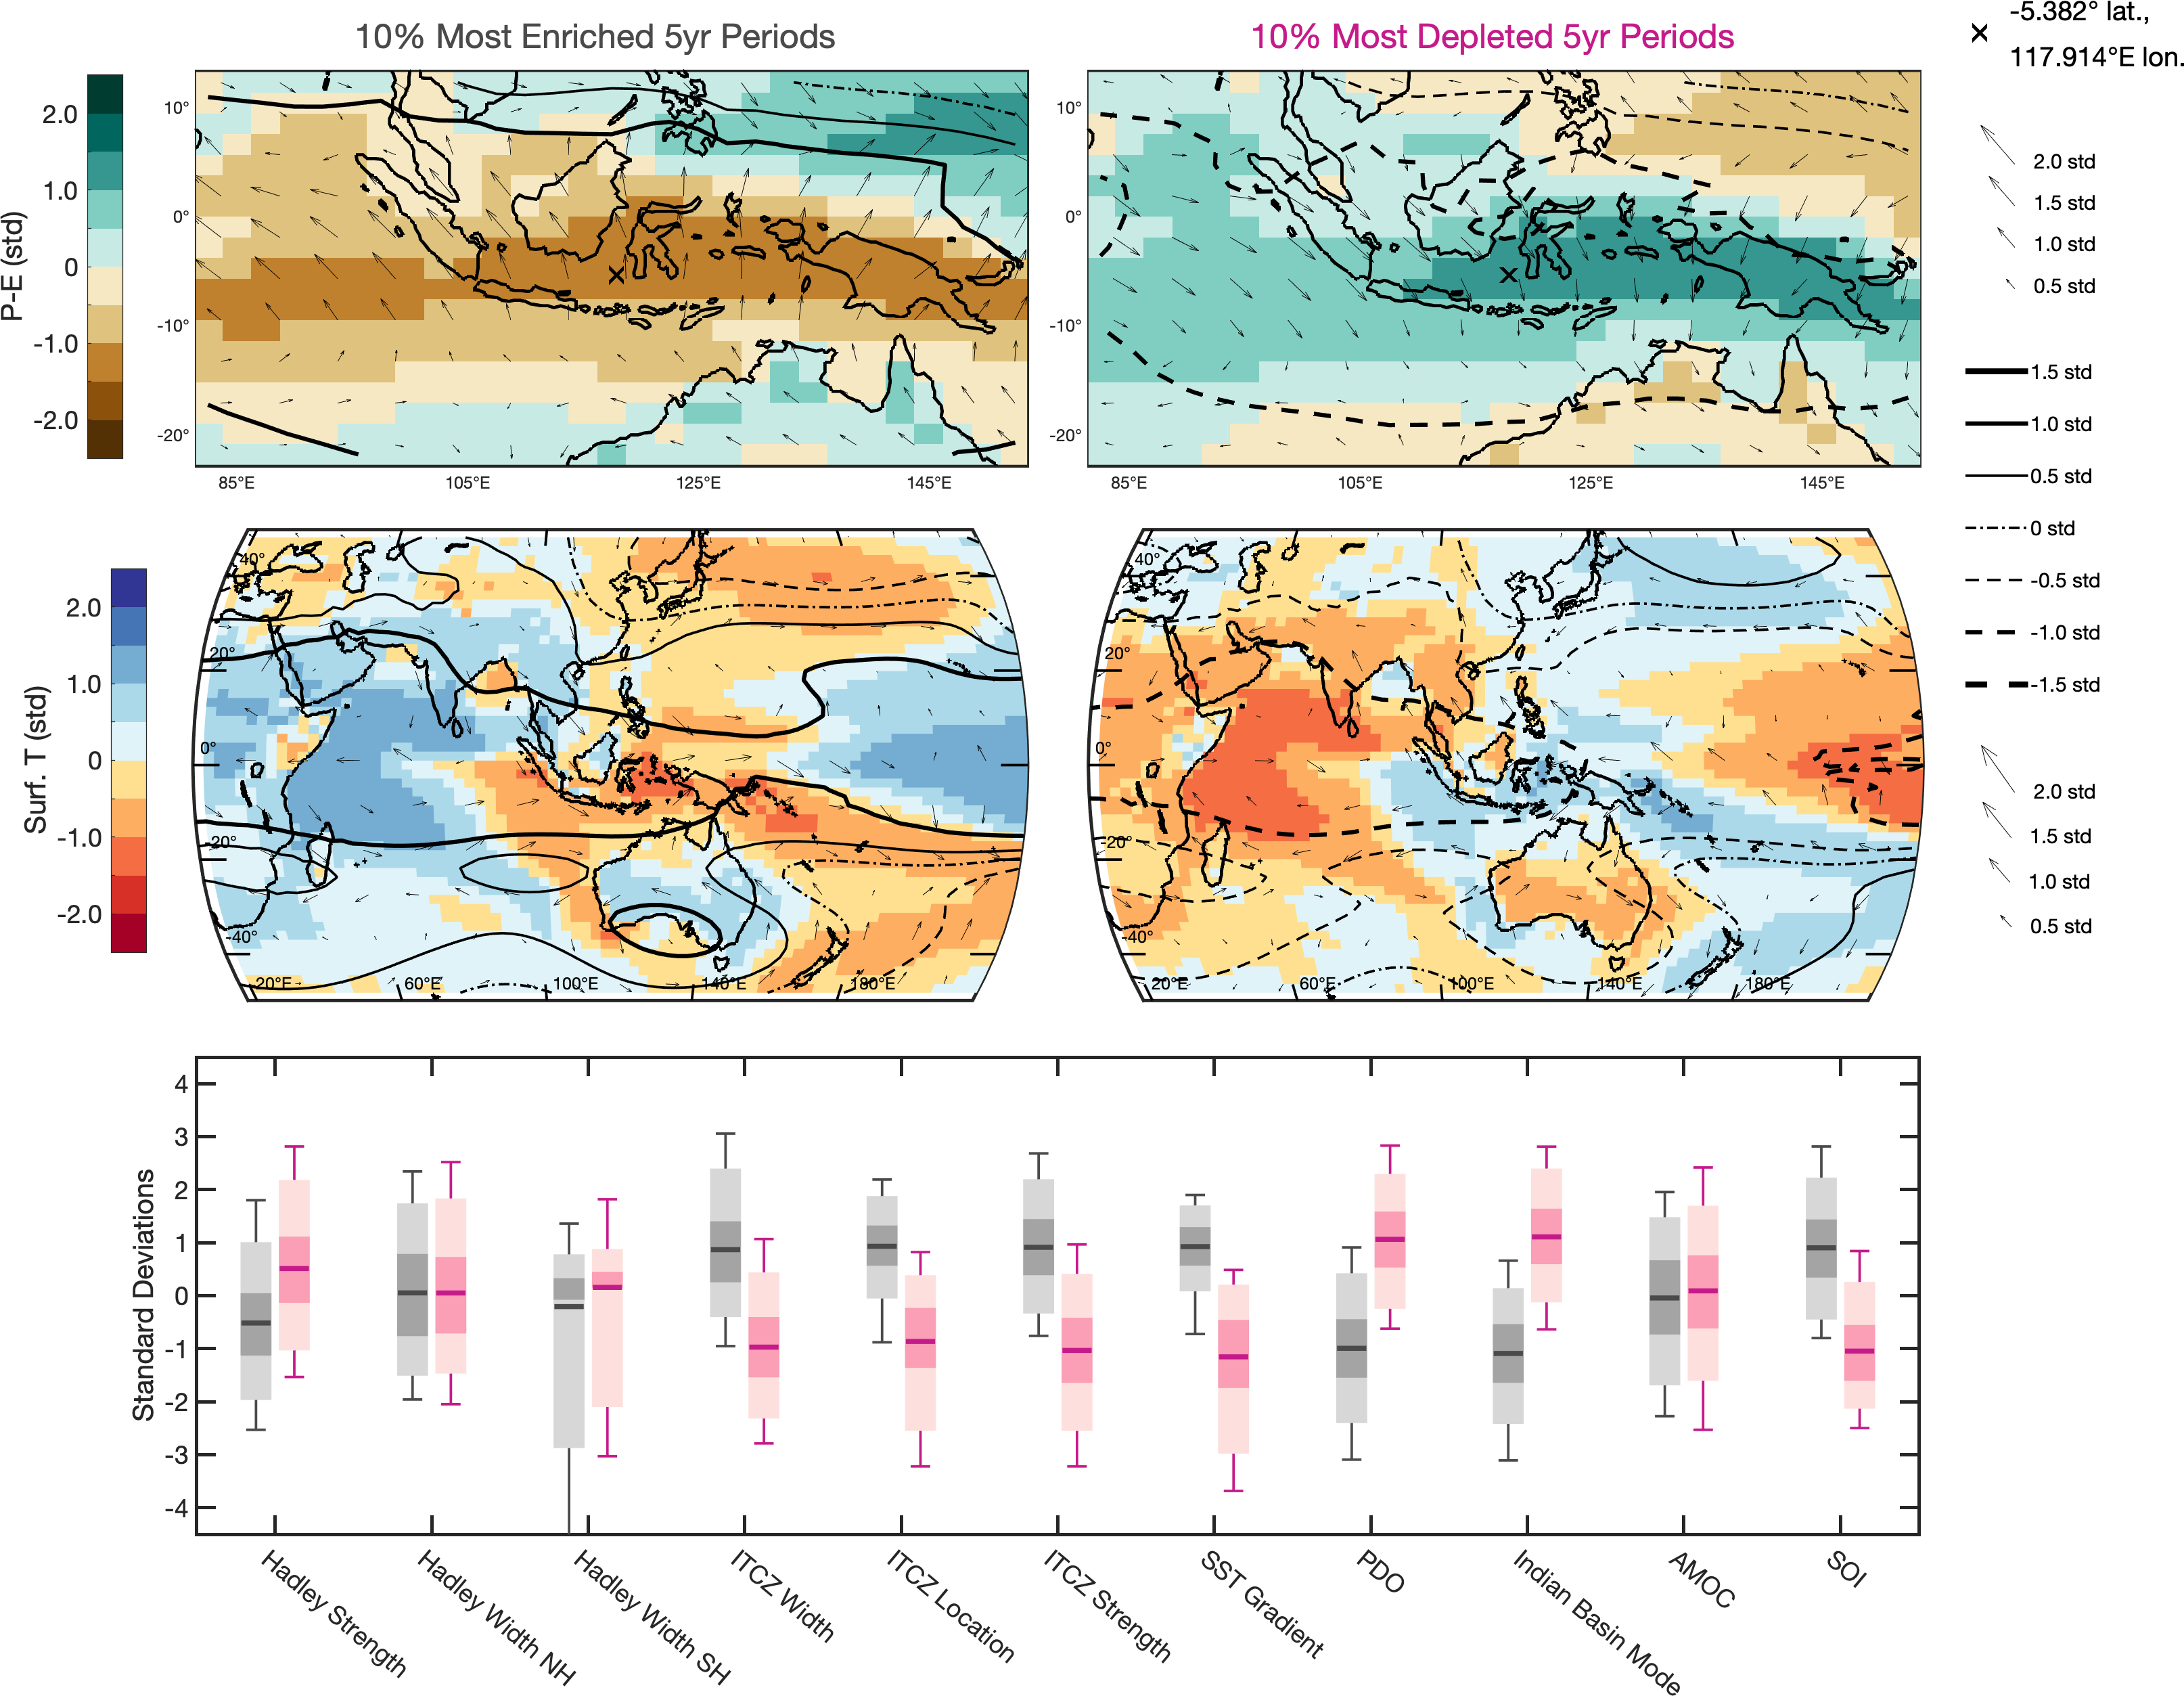 10% Most Enriched 5yr Periods
10% Most Depleted 5yr Periods
-5.382° lat.,
117.914°E lon.
P-E (std)
2.0
1.0
0
-1.0
-2.0
10°
0°
-10°
-20°
85°E
105°E
125°E
145°E
10°
0°
-10°
-20°
85°E
105°E
125°E
145°E
2.0 std
1.5 std
1.0 std
0.5 std
1.5 std
1.0 std
0.5 std
0 std
-0.5 std
-1.0 std
-1.5 std
Surf. T (std)
2.0
1.0
0
-1.0
-2.0
40°
20°
0°
-20°
-40°
20°E
60°E
100°E
140°E
180°E
40°
20°
0°
-20°
-40°
20°E
60°E
100°E
140°E
180°E
2.0 std
1.5 std
1.0 std
0.5 std
Standard Deviations
4
3
2
1
0
-1
-2
-3
-4
Hadley Strength
Hadley Width NH
Hadley Width SH
ITCZ Width
ITCZ Location
ITCZ Strength
SST Gradient
PDO
Indian Basin Mode
AMOC
SOI